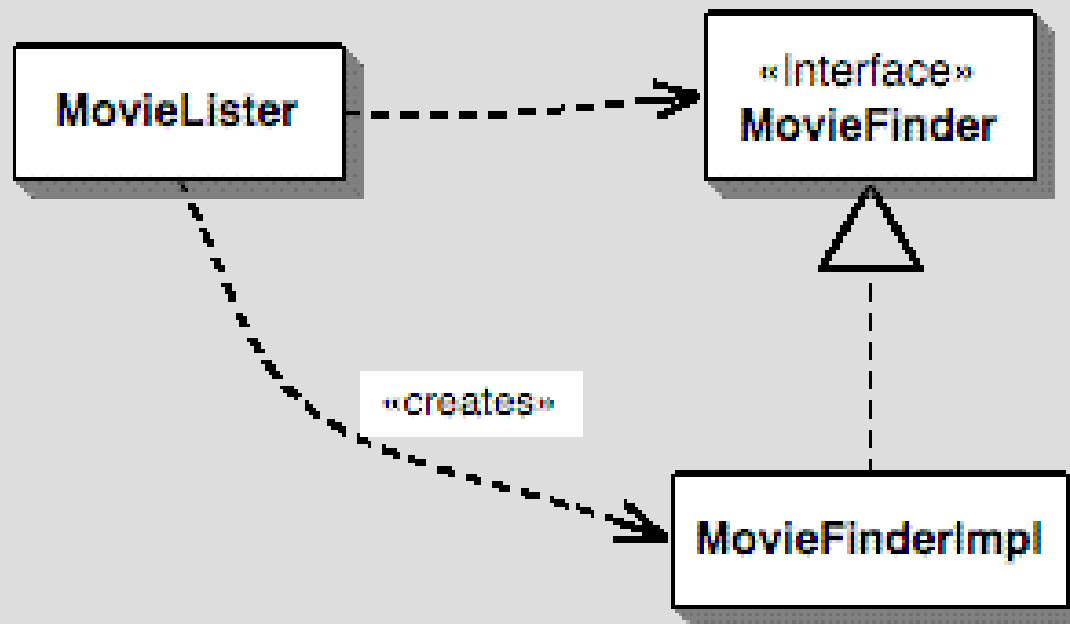 MovieLister
«Interface»
MovieFinder
«creates»
MovieFinderImpl